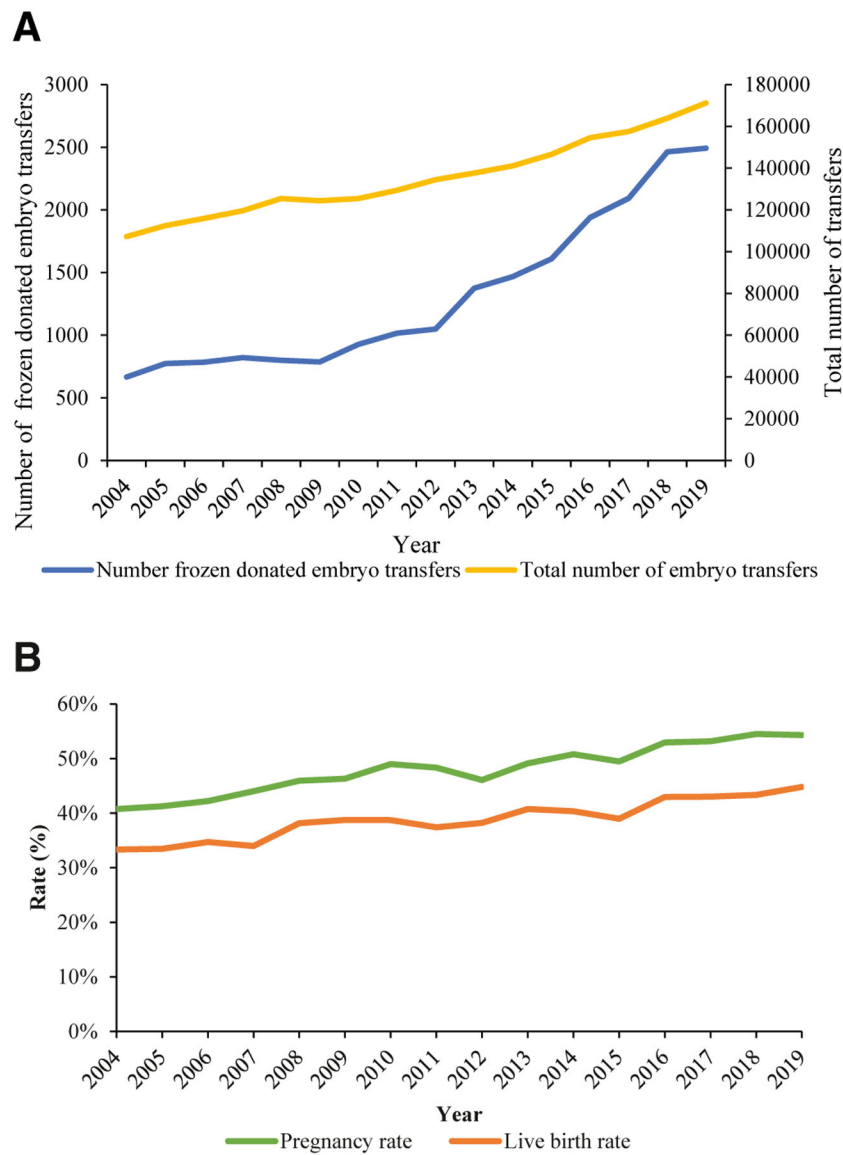 A
Number of frozen donated embryo transfers
3000
2500
2000
1500
1000
500
0
180000
160000
140000
120000
100000
80000
60000
40000
20000
0
Total number of transfers
2004 2005 2006 2007 2008 2009 2010 2011 2012 2013 2014 2015 2016 2017 2018 2019
Year
Number frozen donated embryo transfers Total number of embryo transfers
B
Rate (%)
60%
50%
40%
30%
20%
10%
0%
2004 2005 2006 2007 2008 2009 2010 2011 2012 2013 2014 2015 2016 2017 2018 2019
Year
Pregnancy rate Live birth rate